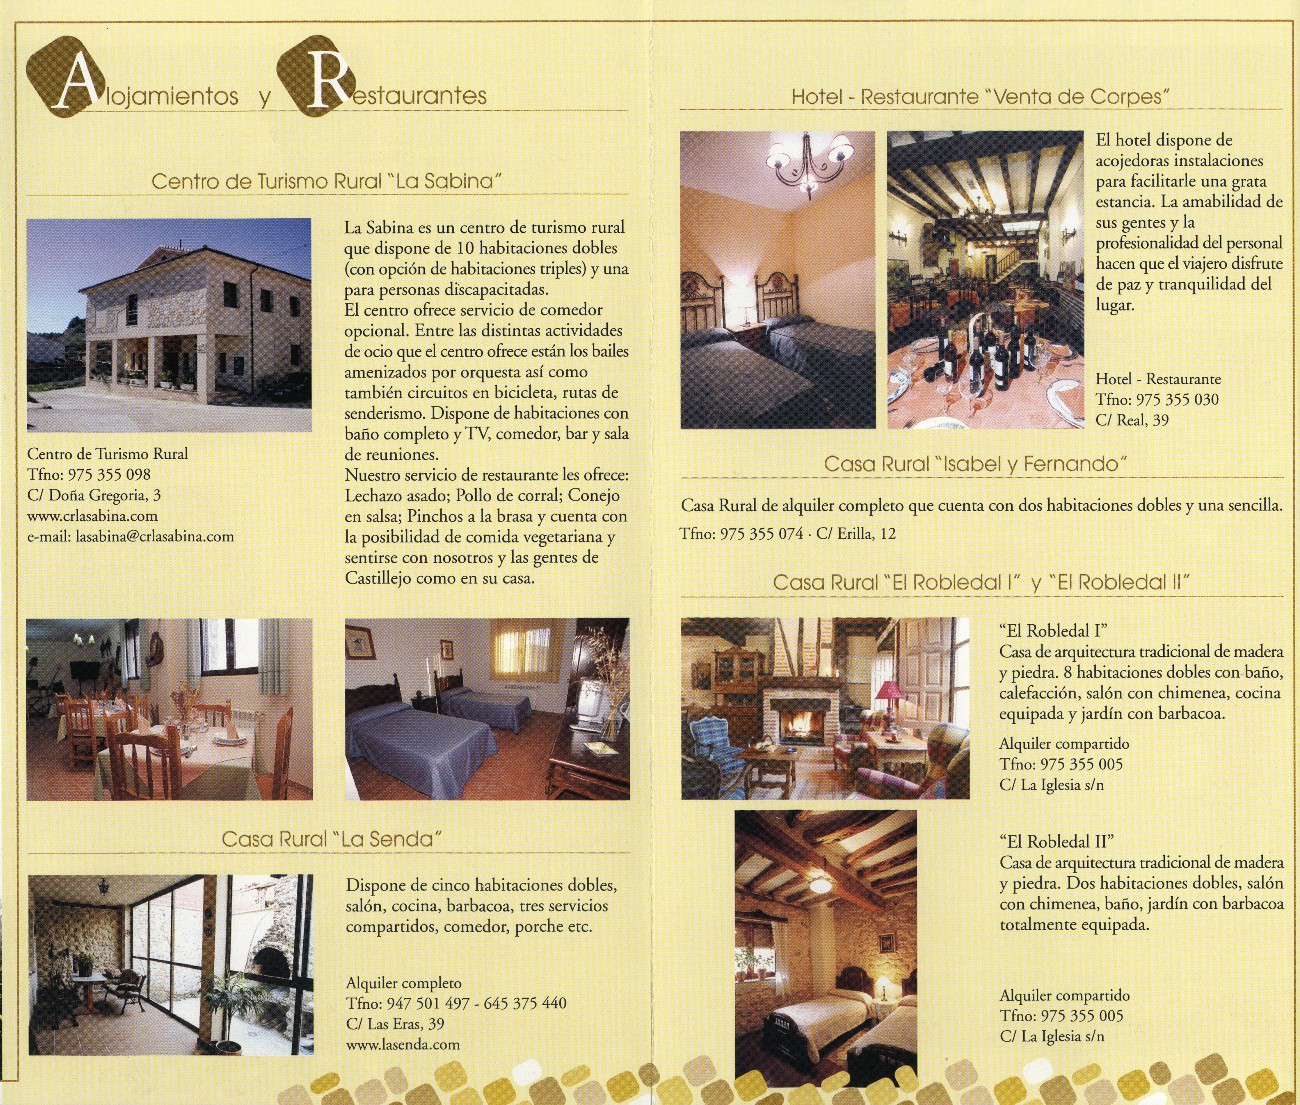 Alojamientos y Restaurantes
Centro de Turismo Rural "La Sabina"
La Sabina es un centro de turismo rural
que dispone de 10 habitaciones dobles
(con opción de habitaciones triples) y una
para personas discapacitadas.
El centro ofrece servicio de comedor
opcional. Entre las distintas actividades
de ocio que el centro ofrece están los bailes
amenizados por orquesta así como
también circuitos en bicicleta, rutas de
senderismo. Dispone de habitaciones con
baño completo y TV, comedor, bar y sala
de reuniones.
Nuestro servicio de restaurante les ofrece:
Lechazo asado; Pollo de corral; Conejo
en salsa; Pinchos a la brasa y cuenta con
la posibilidad de comida vegetariana y
sentirse con nosotros y las gentes de
Castillejo como en su casa.
Centro de Turismo Rural
Tfno: 975 355 098
C/ Doña Gregoria, 3
www.crlasabina.com
e-mail: lasabina@crlasabina.com
Casa Rural "La Senda"
Dispone de cinco habitaciones dobles,
salón, cocina, barbacoa, tres servicios
compartidos, comedor, porche etc.
Alquiler completo
Tfno: 947 501 497 - 645 375 440
C/ Las Eras, 39
www.lasenda.com
Hotel - Restaurante "Venta de Corpes"
El hotel dispone de
acojedoras instalaciones
para facilitarle una grata
estancia. La amabilidad de
sus gentes y la
profesionalidad del personal
hacen que el viajero disfrute
de paz y tranquilidad del
lugar.
Hotel - Restaurante
Tfno: 975 355 030
C/ Real, 39
Casa Rural "Isabel y Fernando"
Casa Rural de alquiler completo que cuenta con dos habitaciones dobles y una sencilla.
Tfno: 975 355 074 · C/ Erilla, 12
Casa Rural "El Robledal I" y "El Robledal II"
"El Robledal I"
Casa de arquitectura tradicional de madera
y piedra. 8 habitaciones dobles con baño,
calefacción, salón con chimenea, cocina
equipada y jardín con barbacoa.
Alquiler compartido
Tfno: 975 355 005
C/ La Iglesia s/n
"El Robledal II"
Casa de arquitectura tradicional de madera
y piedra. Dos habitaciones dobles, salón
con chimenea, baño, jardín con barbacoa
totalmente equipada.
Alquiler compartido
Tfno: 975 355 005
C/ La Iglesia s/n